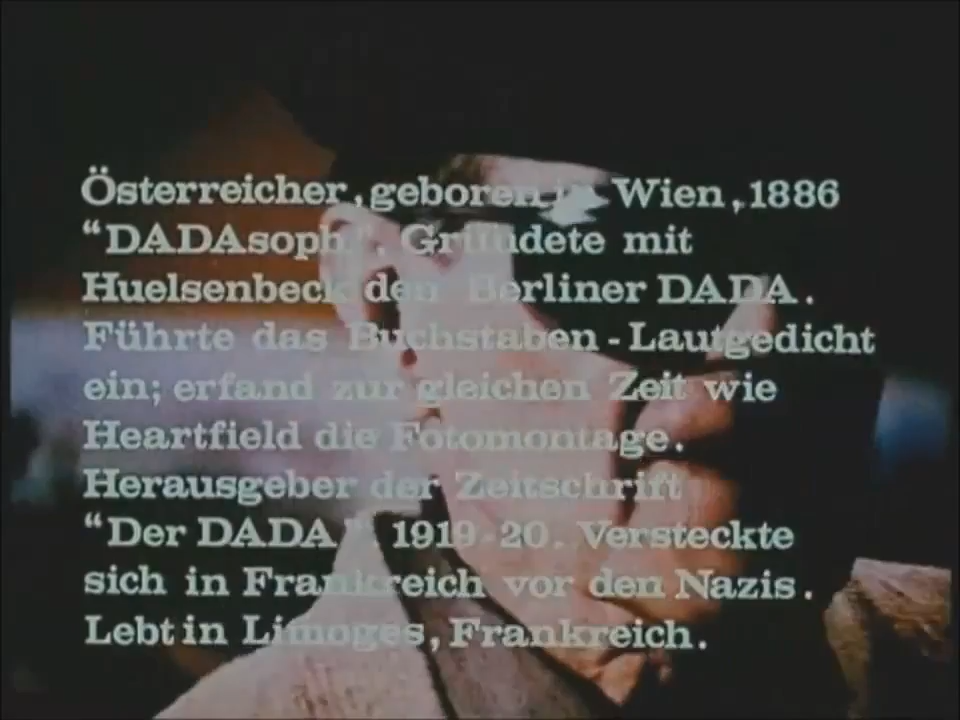 Österreicher, geboren in Wien, 1886
“DADAsoph”. Gründete mit
Huelsenbeck den Berliner DADA.
Führte das Buchstaben-Lautgedicht
ein; erfand zur gleichen Zeit wie
Heartfield die Fotomontage.
Herausgeber der Zeitschrift
“Der DADA”. 1919-20. Versteckte
sich in Frankreich vor den Nazis.
Lebt in Limoges, Frankreich.